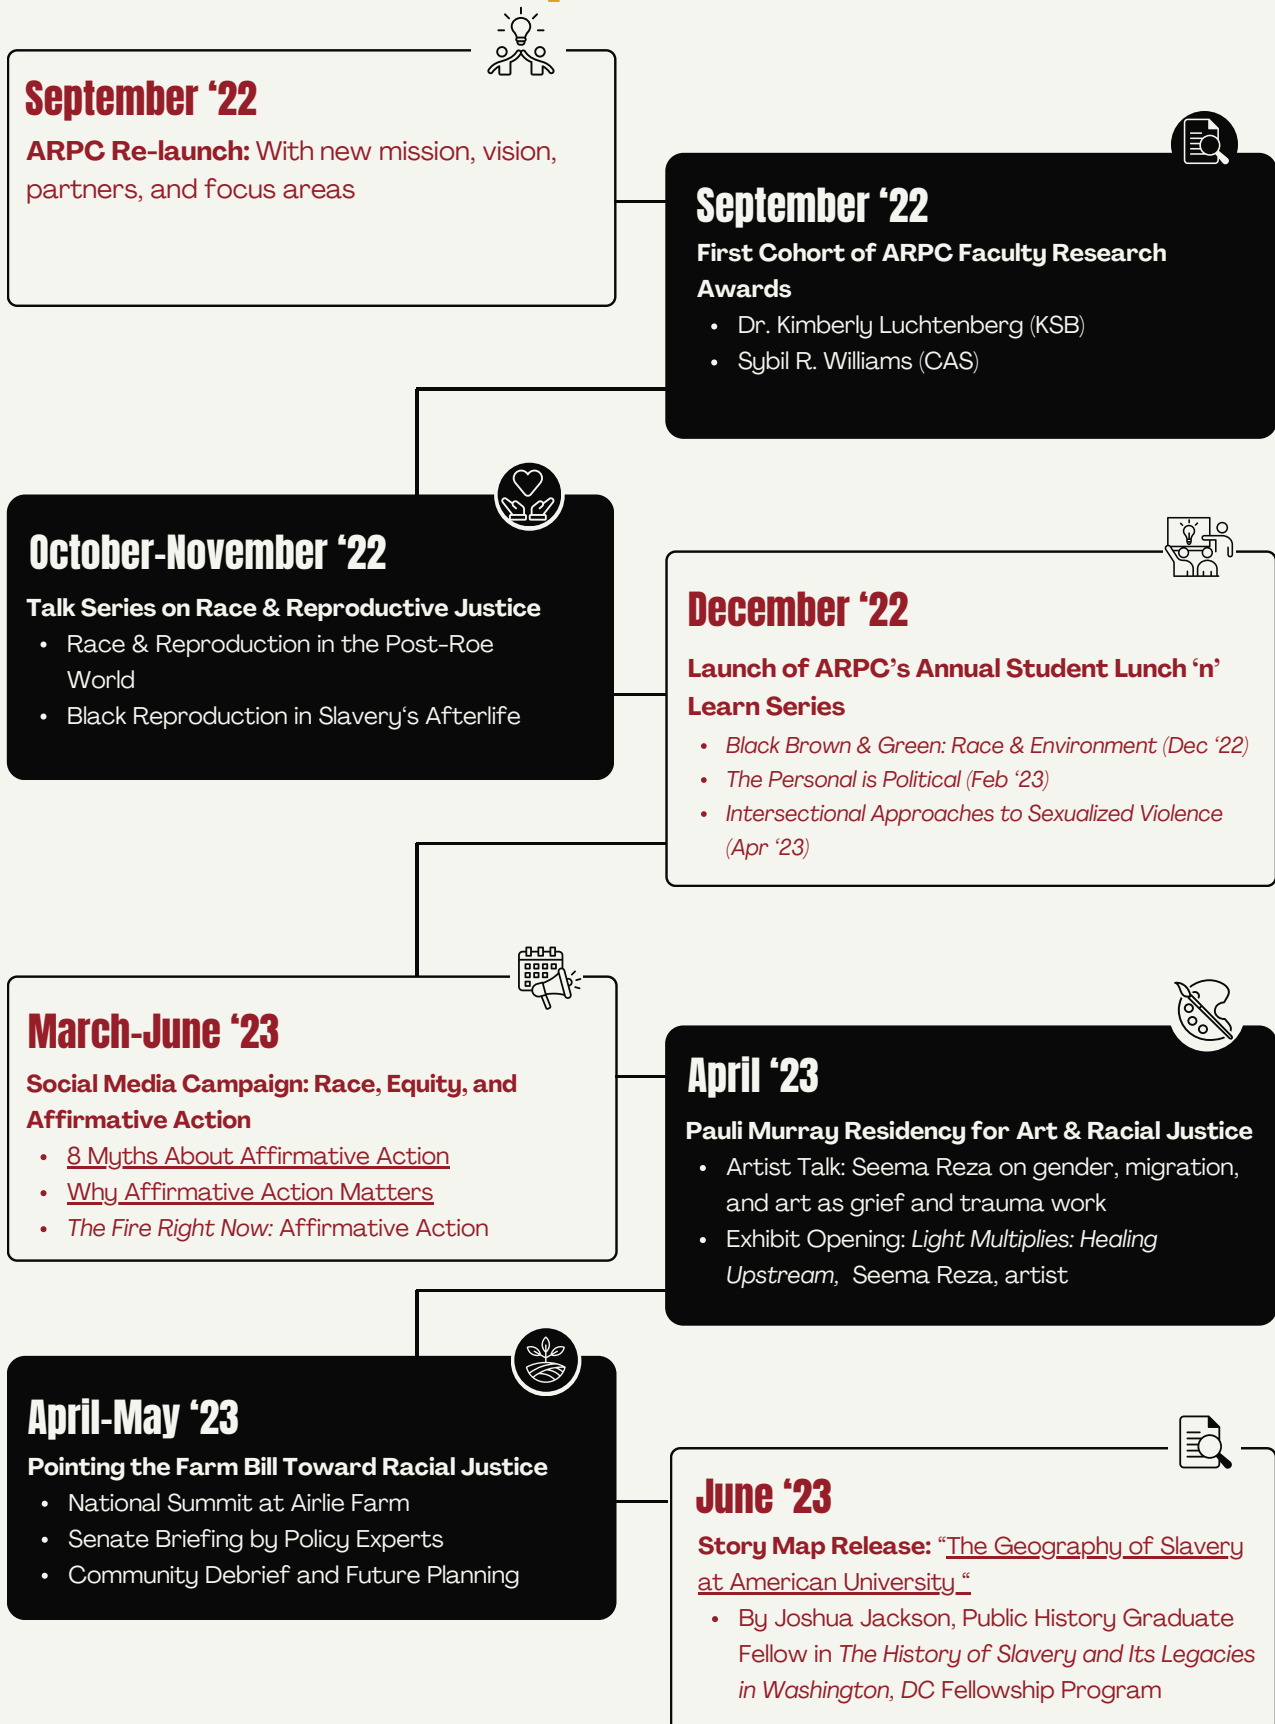 September ‘22
ARPC Re-launch: With new mission, vision,
partners, and focus areas
September ‘22
First Cohort of ARPC Faculty Research
Awards
• Dr. Kimberly Luchtenberg (KSB)
• Sybil R. Williams (CAS)
October-November ‘22
Talk Series on Race & Reproductive Justice
• Race & Reproduction in the Post-Roe
World
• Black Reproduction in Slavery‘s Afterlife
December ‘22
Launch of ARPC’s Annual Student Lunch ‘n’
Learn Series
• Black Brown & Green: Race & Environment (Dec ‘22)
• The Personal is Political (Feb ‘23)
• Intersectional Approaches to Sexualized Violence
(Apr ‘23)
March-June ‘23
Social Media Campaign: Race, Equity, and
Affirmative Action
• 8 Myths About Affirmative Action
• Why Affirmative Action Matters
• The Fire Right Now: Affirmative Action
April ‘23
Pauli Murray Residency for Art & Racial Justice
• Artist Talk: Seema Reza on gender, migration,
and art as grief and trauma work
• Exhibit Opening: Light Multiplies: Healing
Upstream, Seema Reza, artist
April-May ‘23
Pointing the Farm Bill Toward Racial Justice
• National Summit at Airlie Farm
• Senate Briefing by Policy Experts
• Community Debrief and Future Planning
June ‘23
Story Map Release: “The Geography of Slavery
at American University “
• By Joshua Jackson, Public History Graduate
Fellow in The History of Slavery and Its Legacies
in Washington, DC Fellowship Program